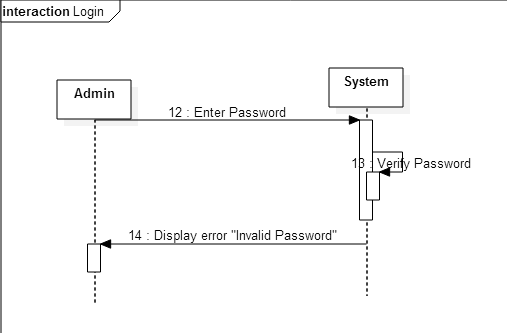 interaction Login
System
Admin
12 : Enter Password
13 : Verify Password
14 : Display error "Invalid Password"